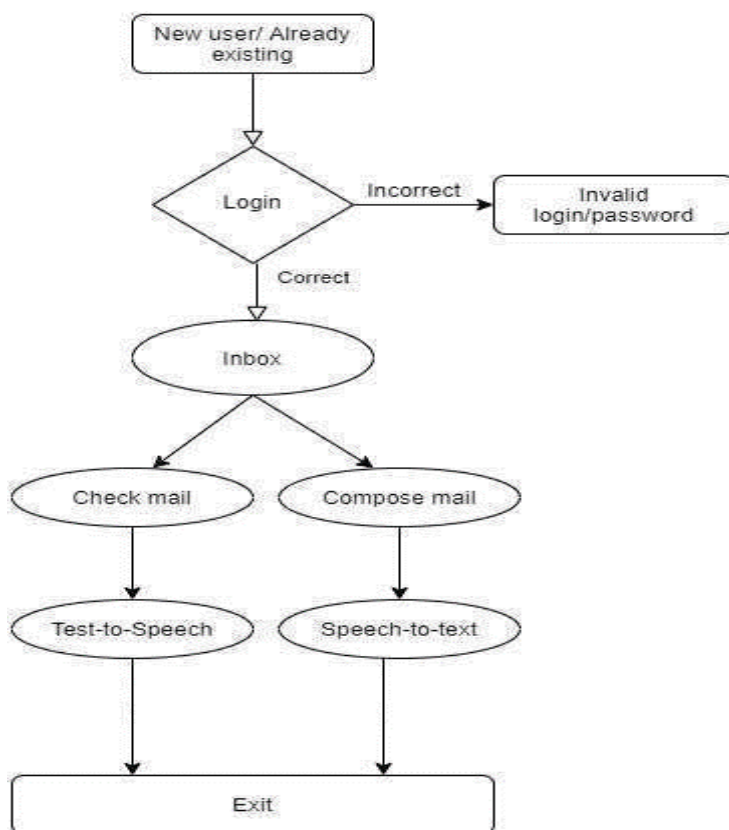 New user/ Already
existing
Login
Incorrect
Invalid
login/password
Correct
Inbox
Check mail
Compose mail
Test-to-Speech
Speech-to-text
Exit